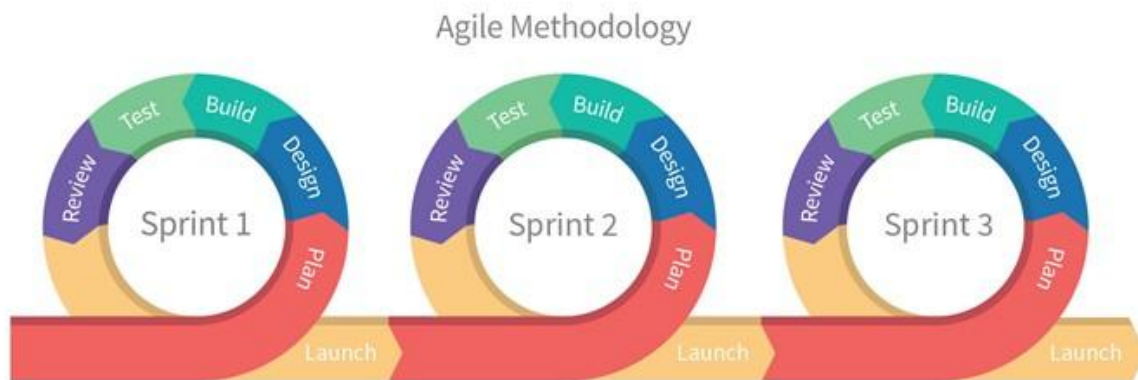 Agile Methodology
Test
Build
Review
Design
Sprint 1
Plan
Launch
Test
Build
Review
Design
Sprint 2
Plan
Launch
Test
Build
Review
Design
Sprint 3
Plan
Launch